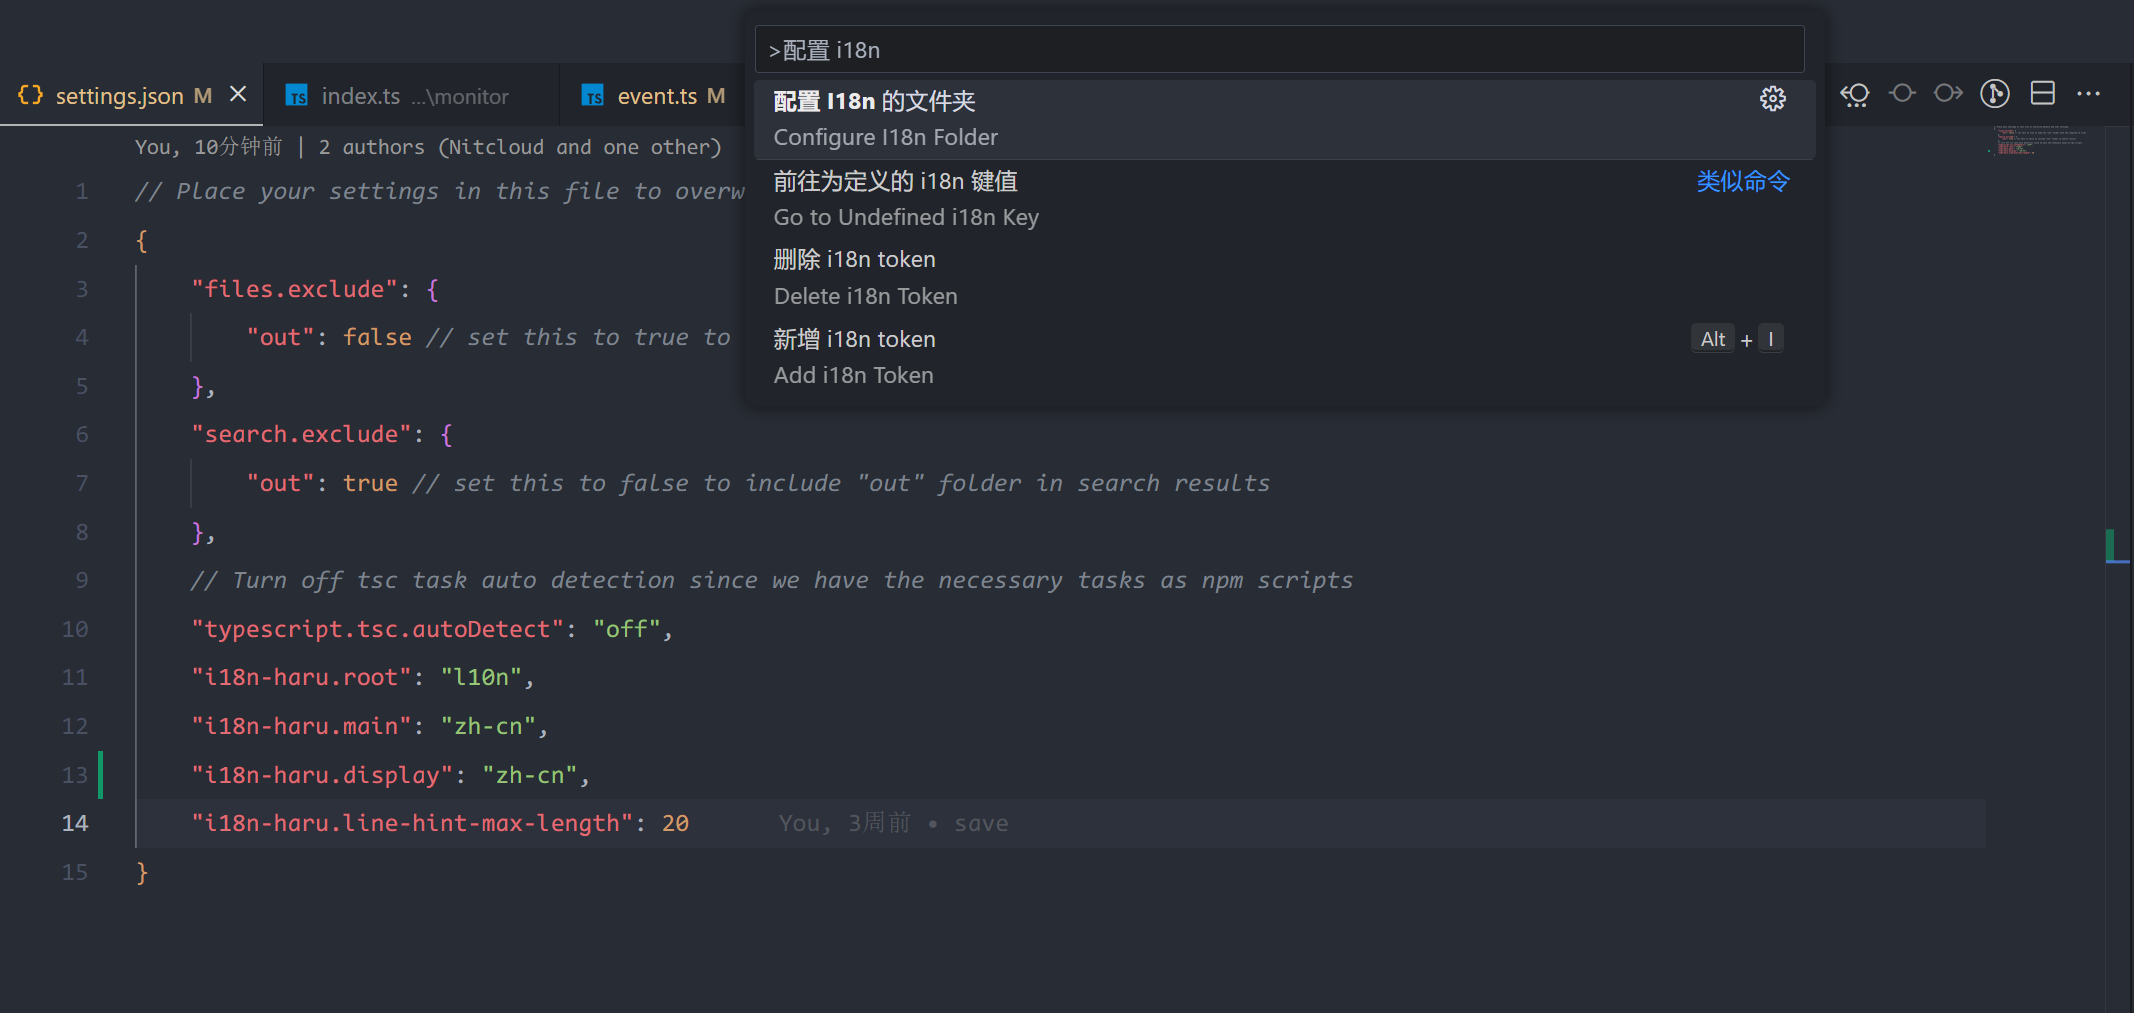 >配置 i18n
配置 I18n 的文件夹
Configure I18n Folder
前往为定义的 i18n 键值 类似命令
Go to Undefined i18n Key
删除 i18n token
Delete i18n Token
新增 i18n token Alt + I
Add i18n Token
{} settings.json M TS index.ts ...\monitor TS event.ts M
You, 10分钟前 | 2 authors (Nitcloud and one other)
1 // Place your settings in this file to overw
2 {
3 "files.exclude": {
4 "out": false // set this to true to
5 },
6 "search.exclude": {
7 "out": true // set this to false to include "out" folder in search results
8 },
9 // Turn off tsc task auto detection since we have the necessary tasks as npm scripts
10 "typescript.tsc.autoDetect": "off",
11 "i18n-haru.root": "l10n",
12 "i18n-haru.main": "zh-cn",
13 "i18n-haru.display": "zh-cn",
14 "i18n-haru.line-hint-max-length": 20 You, 3周前 • save
15 }